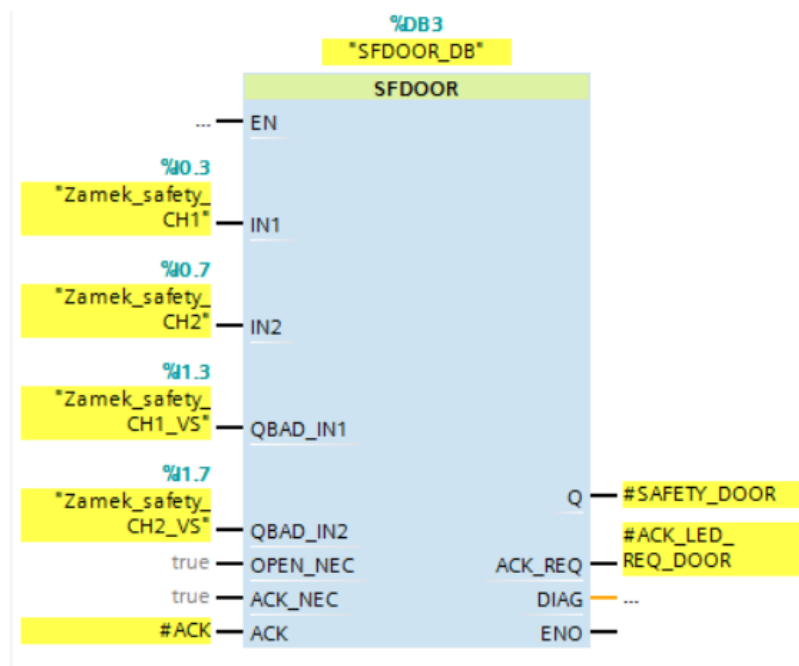 %DB3
"SFDOOR_DB"
SFDOOR
... EN
%I0.3
"Zamek_safety_
CH1" IN1
%I0.7
"Zamek_safety_
CH2" IN2
%I1.3
"Zamek_safety_
CH1_VS" QBAD_IN1
%I1.7
"Zamek_safety_
CH2_VS" QBAD_IN2
Q #SAFETY_DOOR
true OPEN_NEC
ACK_REQ #ACK_LED_
REQ_DOOR
true ACK_NEC
DIAG ...
#ACK ACK
ENO